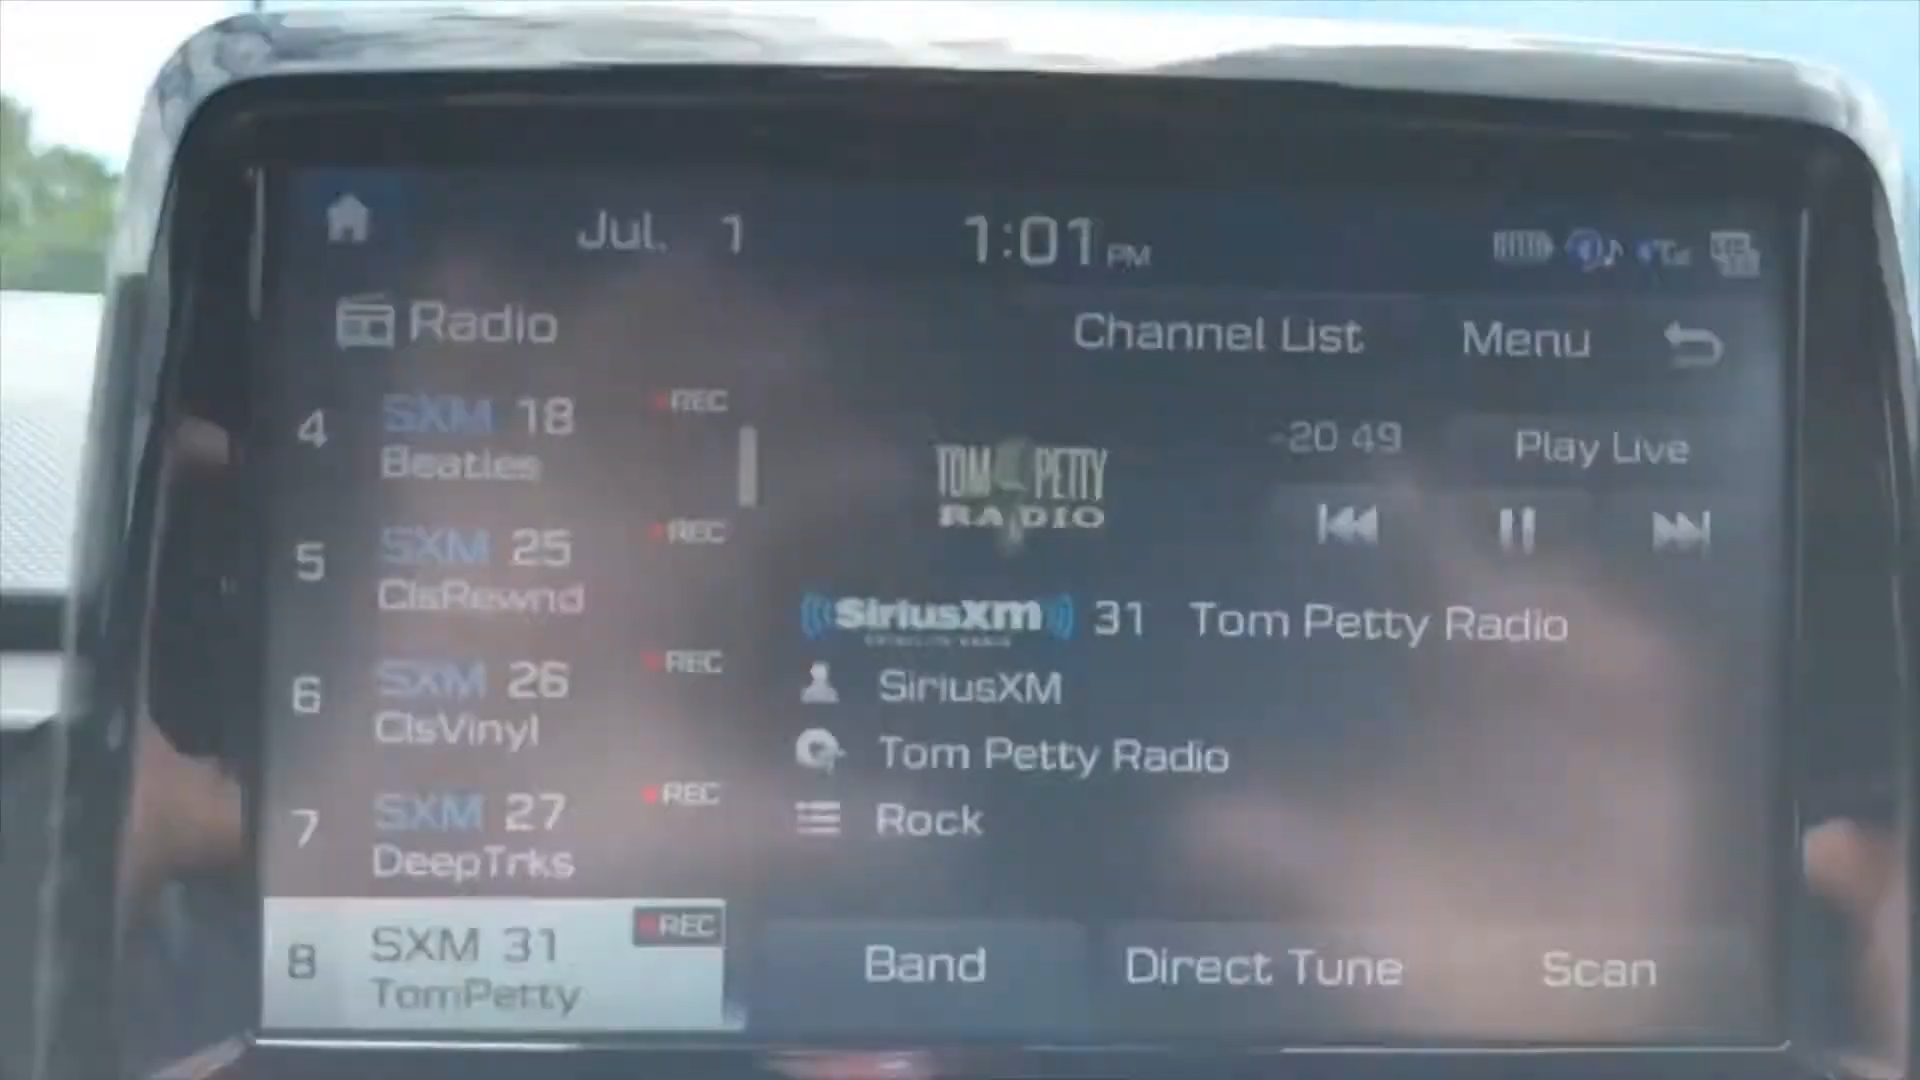 Jul. 1 1:01 PM
Radio
Channel List Menu
4 SXM 18 REC
Beatles
5 SXM 25 REC
ClsRewnd
6 SXM 26 REC
ClsVinyl
7 SXM 27 REC
DeepTrks
8 SXM 31 REC
TomPetty
-20 49 Play Live
TOM PETTY
RADIO
SiriusXm 31 Tom Petty Radio
SATELLITE RADIO
SiriusXM
Tom Petty Radio
Rock
Band Direct Tune Scan